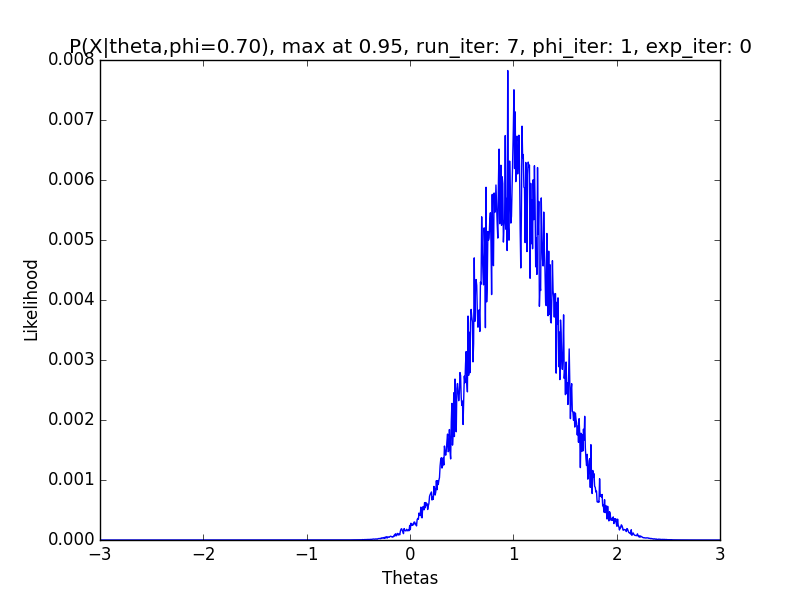 P(X|theta,phi=0.70), max at 0.95, run_iter: 7, phi_iter: 1, exp_iter: 0
0.008
0.007
0.006
0.005
0.004
0.003
0.002
0.001
0.000
Likelihood
−3 −2 −1 0 1 2 3
Thetas